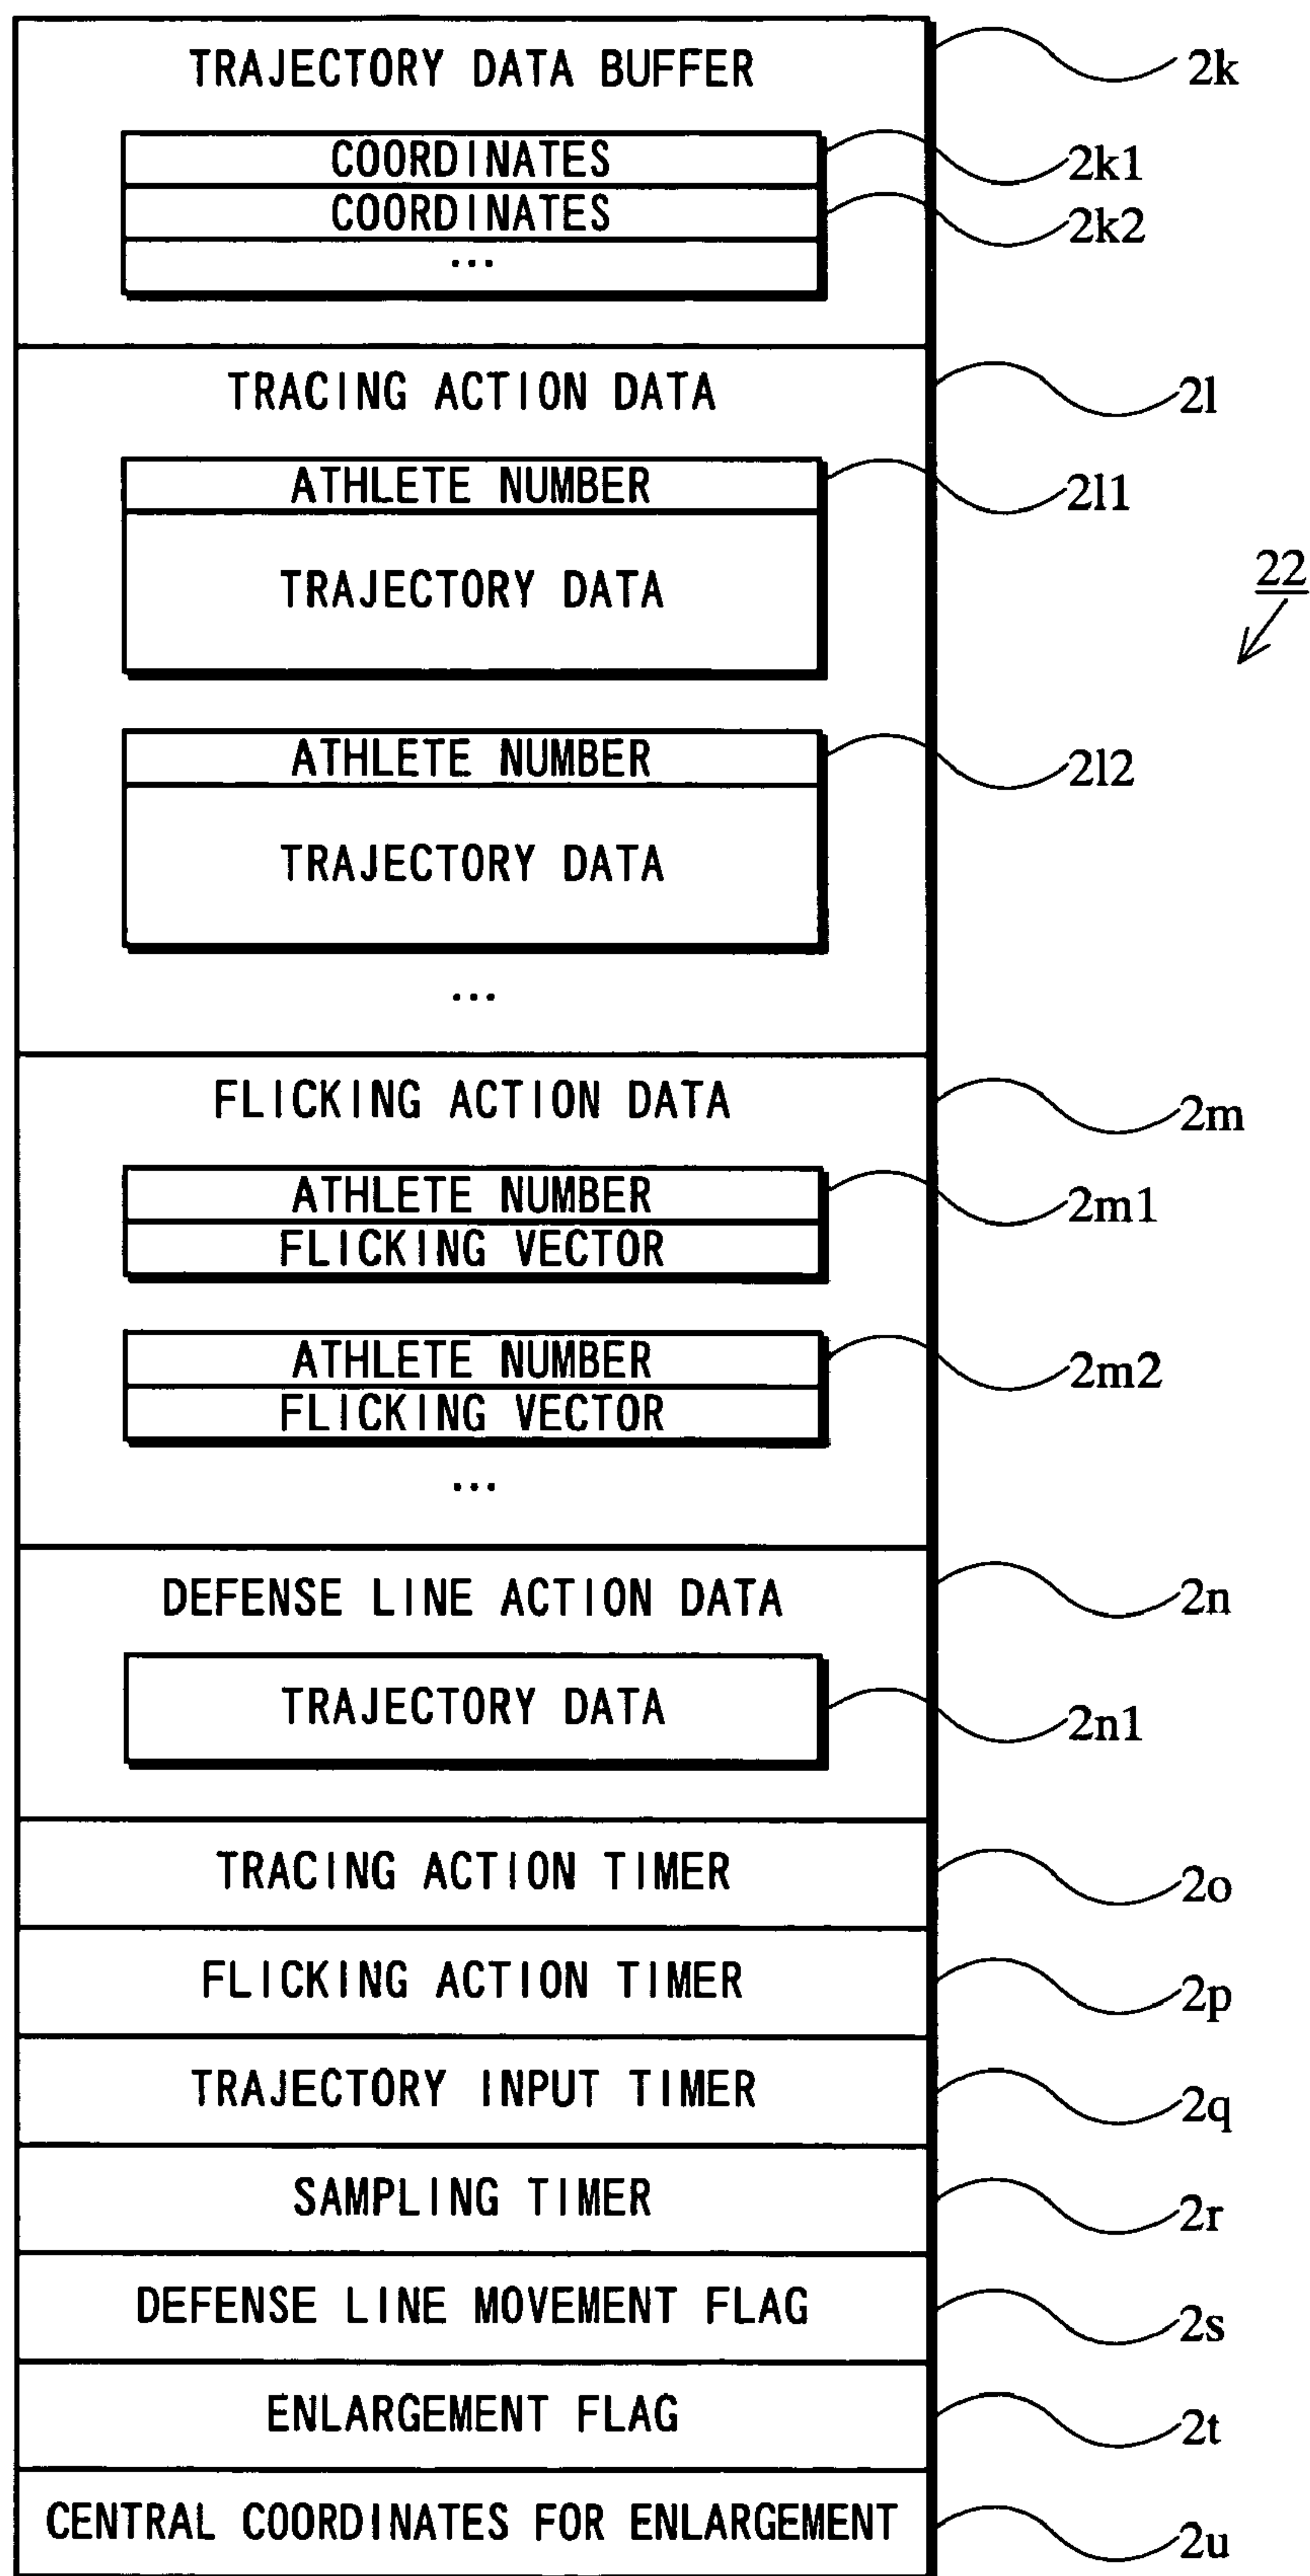 TRAJECTORY DATA BUFFER 2k
COORDINATES 2k1
COORDINATES 2k2
...
TRACING ACTION DATA 2l
ATHLETE NUMBER 2l1
TRAJECTORY DATA
22
ATHLETE NUMBER 2l2
TRAJECTORY DATA
...
FLICKING ACTION DATA 2m
ATHLETE NUMBER 2m1
FLICKING VECTOR
ATHLETE NUMBER 2m2
FLICKING VECTOR
...
DEFENSE LINE ACTION DATA 2n
TRAJECTORY DATA 2n1
TRACING ACTION TIMER 2o
FLICKING ACTION TIMER 2p
TRAJECTORY INPUT TIMER 2q
SAMPLING TIMER 2r
DEFENSE LINE MOVEMENT FLAG 2s
ENLARGEMENT FLAG 2t
CENTRAL COORDINATES FOR ENLARGEMENT 2u